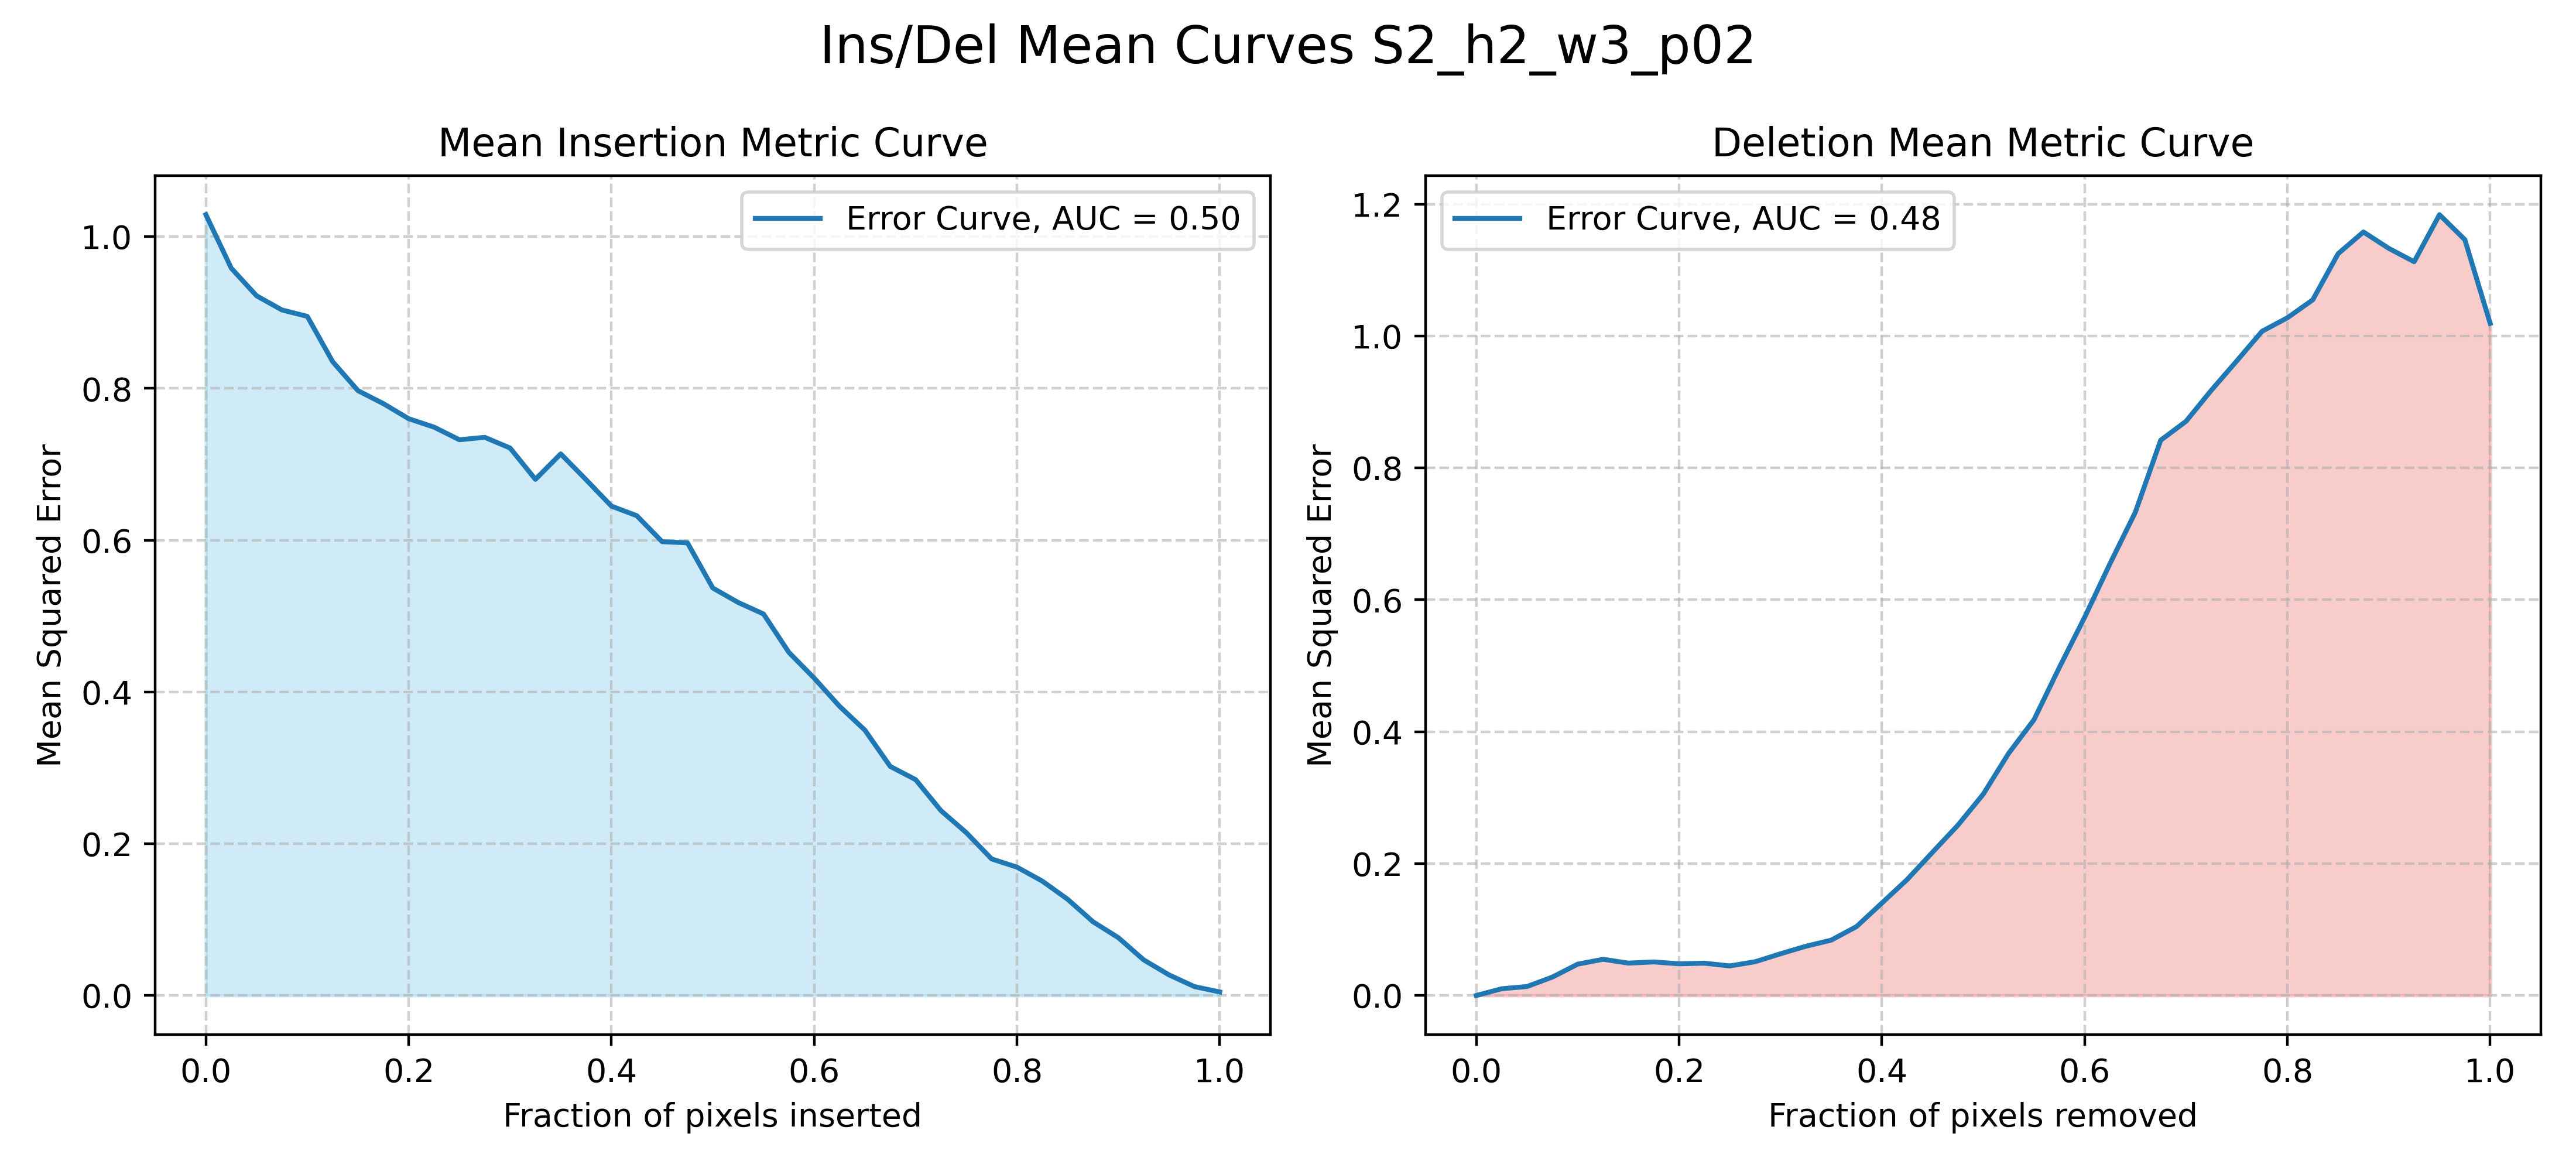 Ins/Del Mean Curves S2_h2_w3_p02
Mean Insertion Metric Curve
Error Curve, AUC = 0.50
Mean Squared Error
1.0
0.8
0.6
0.4
0.2
0.0
0.0 0.2 0.4 0.6 0.8 1.0
Fraction of pixels inserted
Deletion Mean Metric Curve
Error Curve, AUC = 0.48
Mean Squared Error
1.2
1.0
0.8
0.6
0.4
0.2
0.0
0.0 0.2 0.4 0.6 0.8 1.0
Fraction of pixels removed